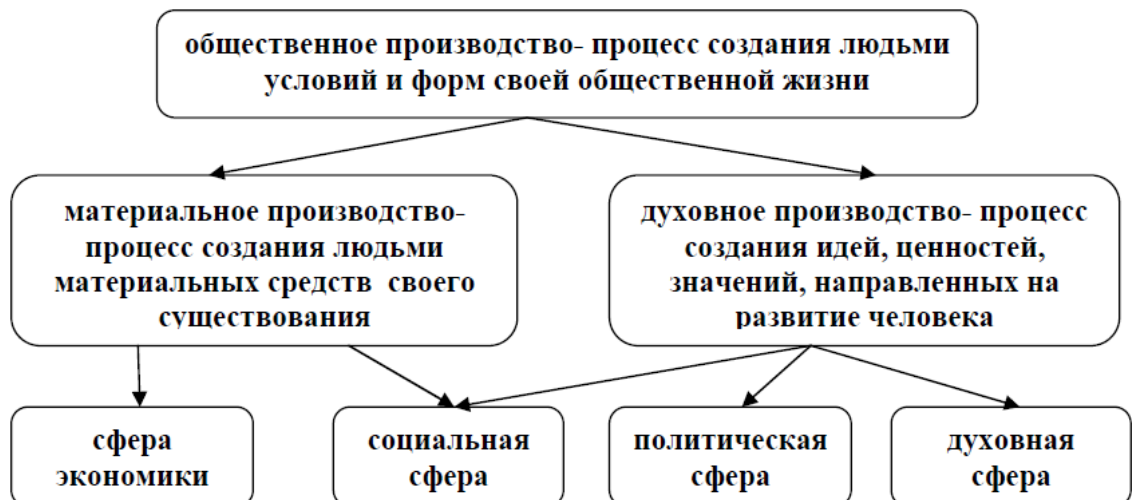 общественное производство- процесс создания людьми
условий и форм своей общественной жизни
материальное производство-
процесс создания людьми
материальных средств своего
существования
духовное производство- процесс
создания идей, ценностей,
значений, направленных на
развитие человека
сфера
экономики
социальная
сфера
политическая
сфера
духовная
сфера